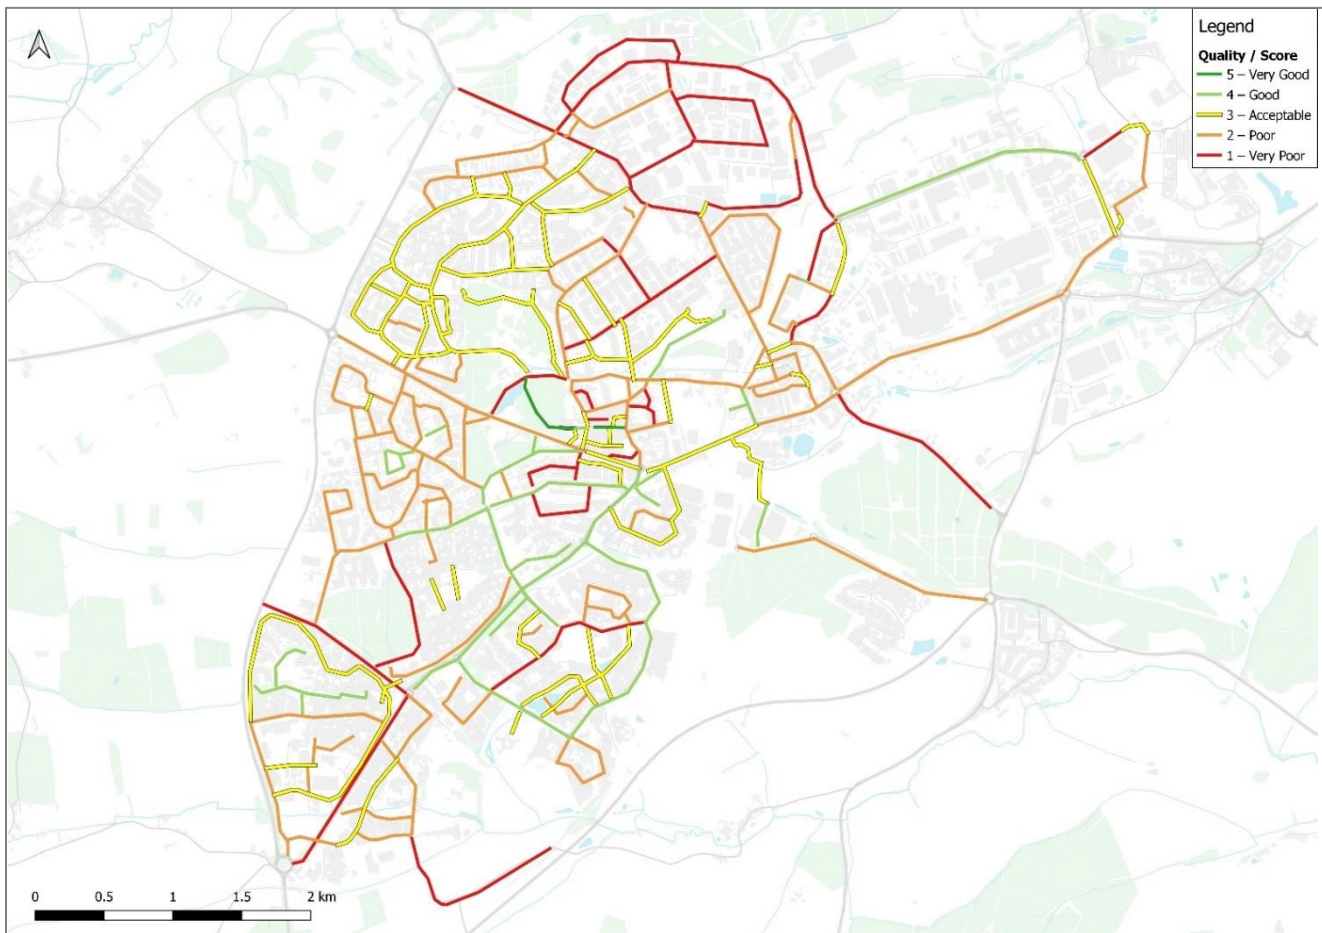 Legend
Quality / Score
5 – Very Good
4 – Good
3 – Acceptable
2 – Poor
1 – Very Poor
0 0.5 1 1.5 2 km